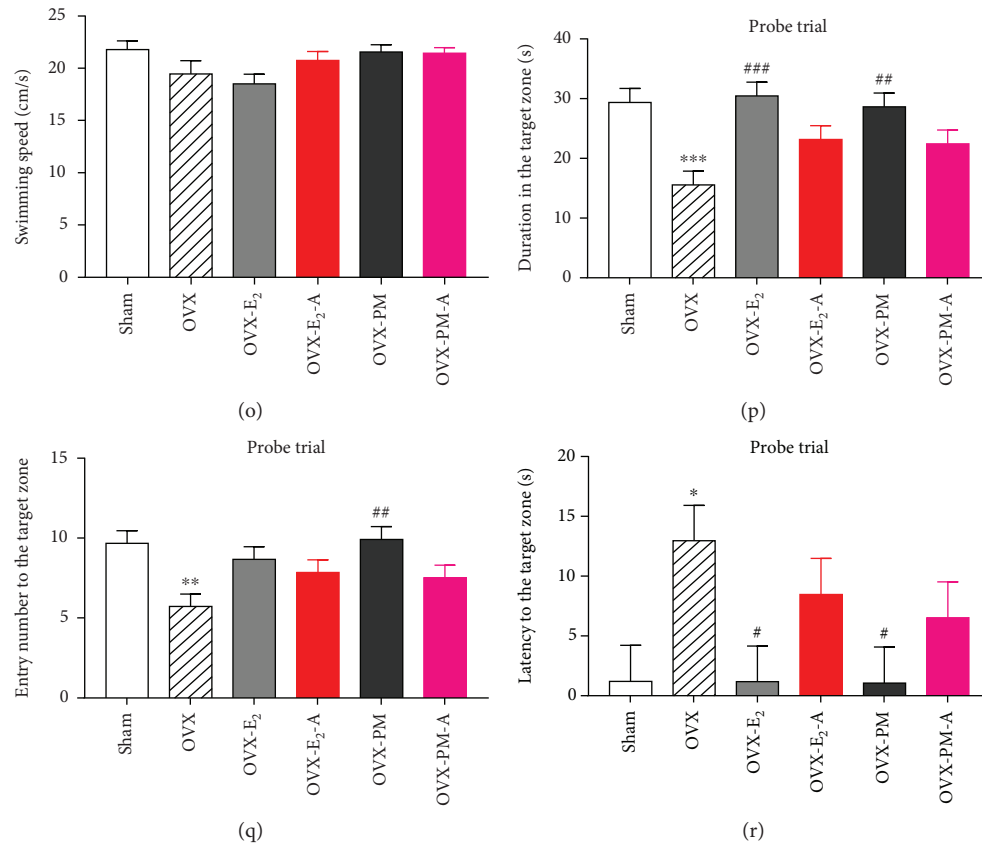 Swimming speed (cm/s)
25
20
15
10
5
0
Sham
OVX
OVX-E2
OVX-E2-A
OVX-PM
OVX-PM-A
(o)
Probe trial
Duration in the target zone (s)
40
30
20
10
0
***
###
##
Sham
OVX
OVX-E2
OVX-E2-A
OVX-PM
OVX-PM-A
(p)
Probe trial
Entry number to the target zone
15
10
5
0
**
##
Sham
OVX
OVX-E2
OVX-E2-A
OVX-PM
OVX-PM-A
(q)
Probe trial
Latency to the target zone (s)
20
15
10
5
0
*
#
#
Sham
OVX
OVX-E2
OVX-E2-A
OVX-PM
OVX-PM-A
(r)